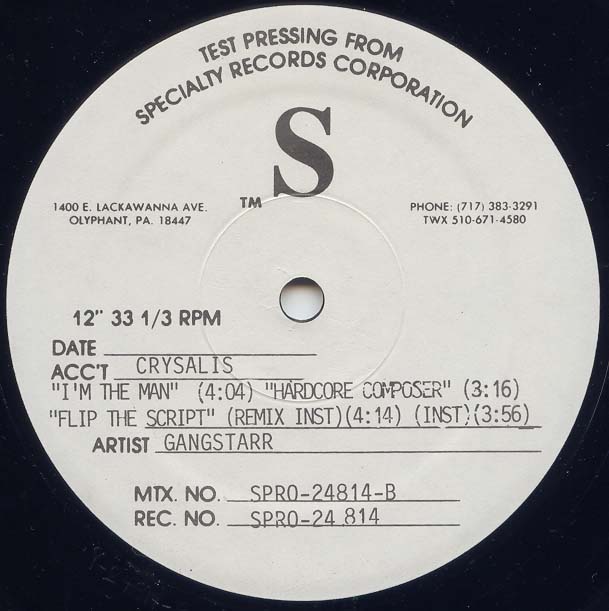 TEST PRESSING FROM
SPECIALTY RECORDS CORPORATION
S
TM
1400 E. LACKAWANNA AVE.
OLYPHANT, PA. 18447
PHONE: (717) 383-3291
TWX 510-671-4580
12" 33 1/3 RPM
DATE
ACC'T CRYSALIS
"I'M THE MAN" (4:04) "HARDCORE COMPOSER" (3:16)
"FLIP THE SCRIPT" (REMIX INST)(4:14) (INST)(3:56)
ARTIST GANGSTARR
MTX. NO. SPRO-24814-B
REC. NO. SPRO-24 814